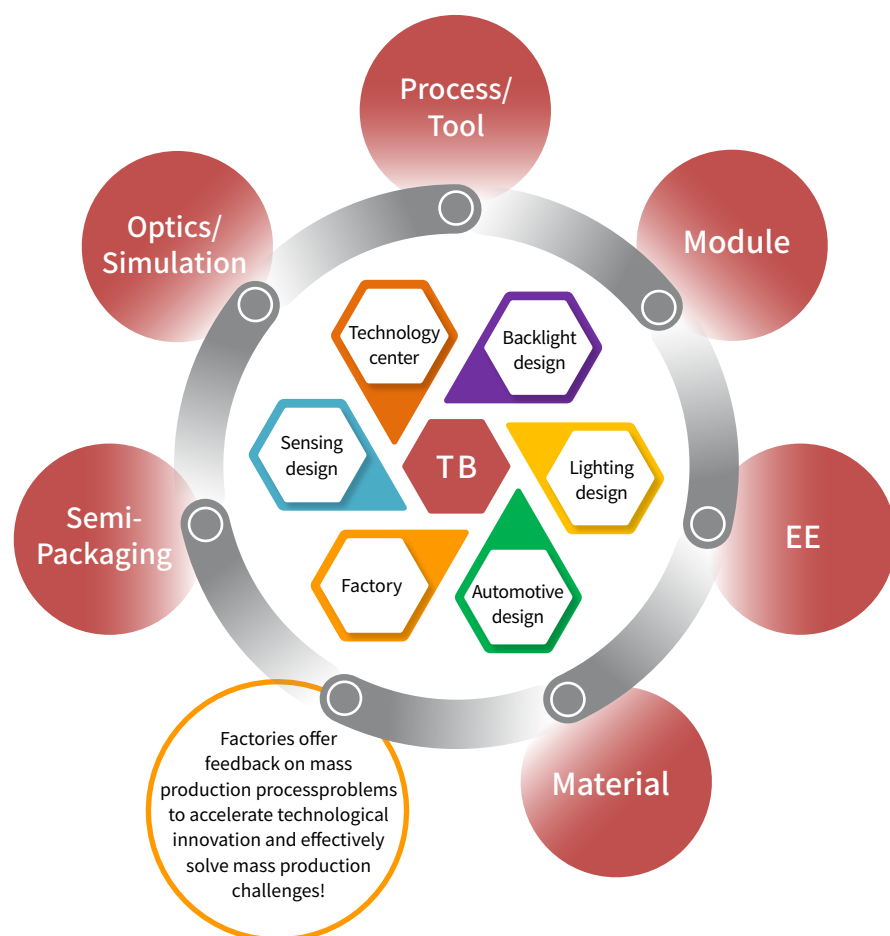 Process/
Tool
Optics/
Simulation
Module
Technology
center
Backlight
design
Sensing
design
TB
Lighting
design
Semi-
Packaging
EE
Factory
Automotive
design
Factories offer
feedback on mass
production processproblems
to accelerate technological
innovation and effectively
solve mass production
challenges!
Material